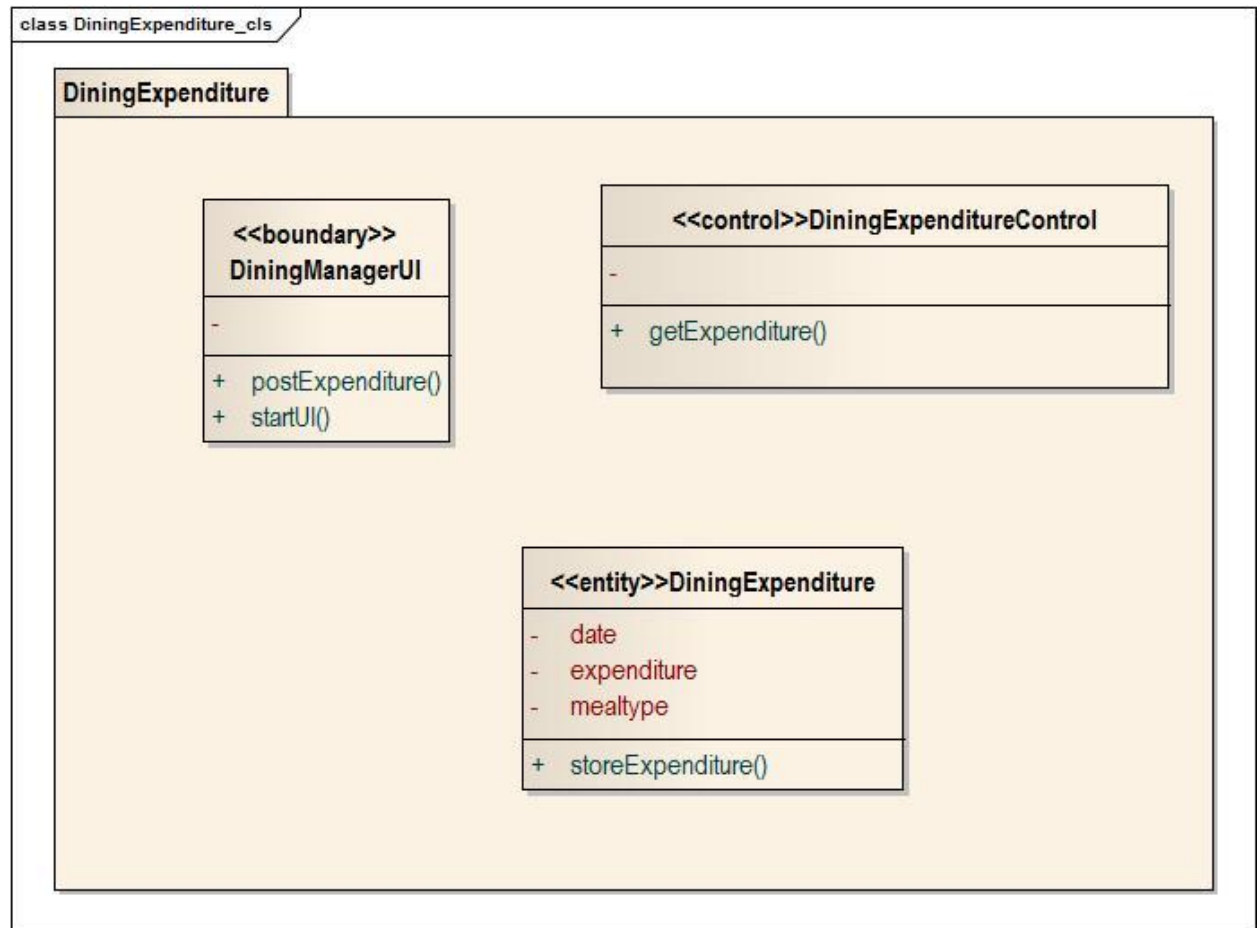 class DiningExpenditure_cls
DiningExpenditure
<<boundary>>
DiningManagerUI
-
+ postExpenditure()
+ startUI()
<<control>>DiningExpenditureControl
-
+ getExpenditure()
<<entity>>DiningExpenditure
- date
- expenditure
- mealtype
+ storeExpenditure()